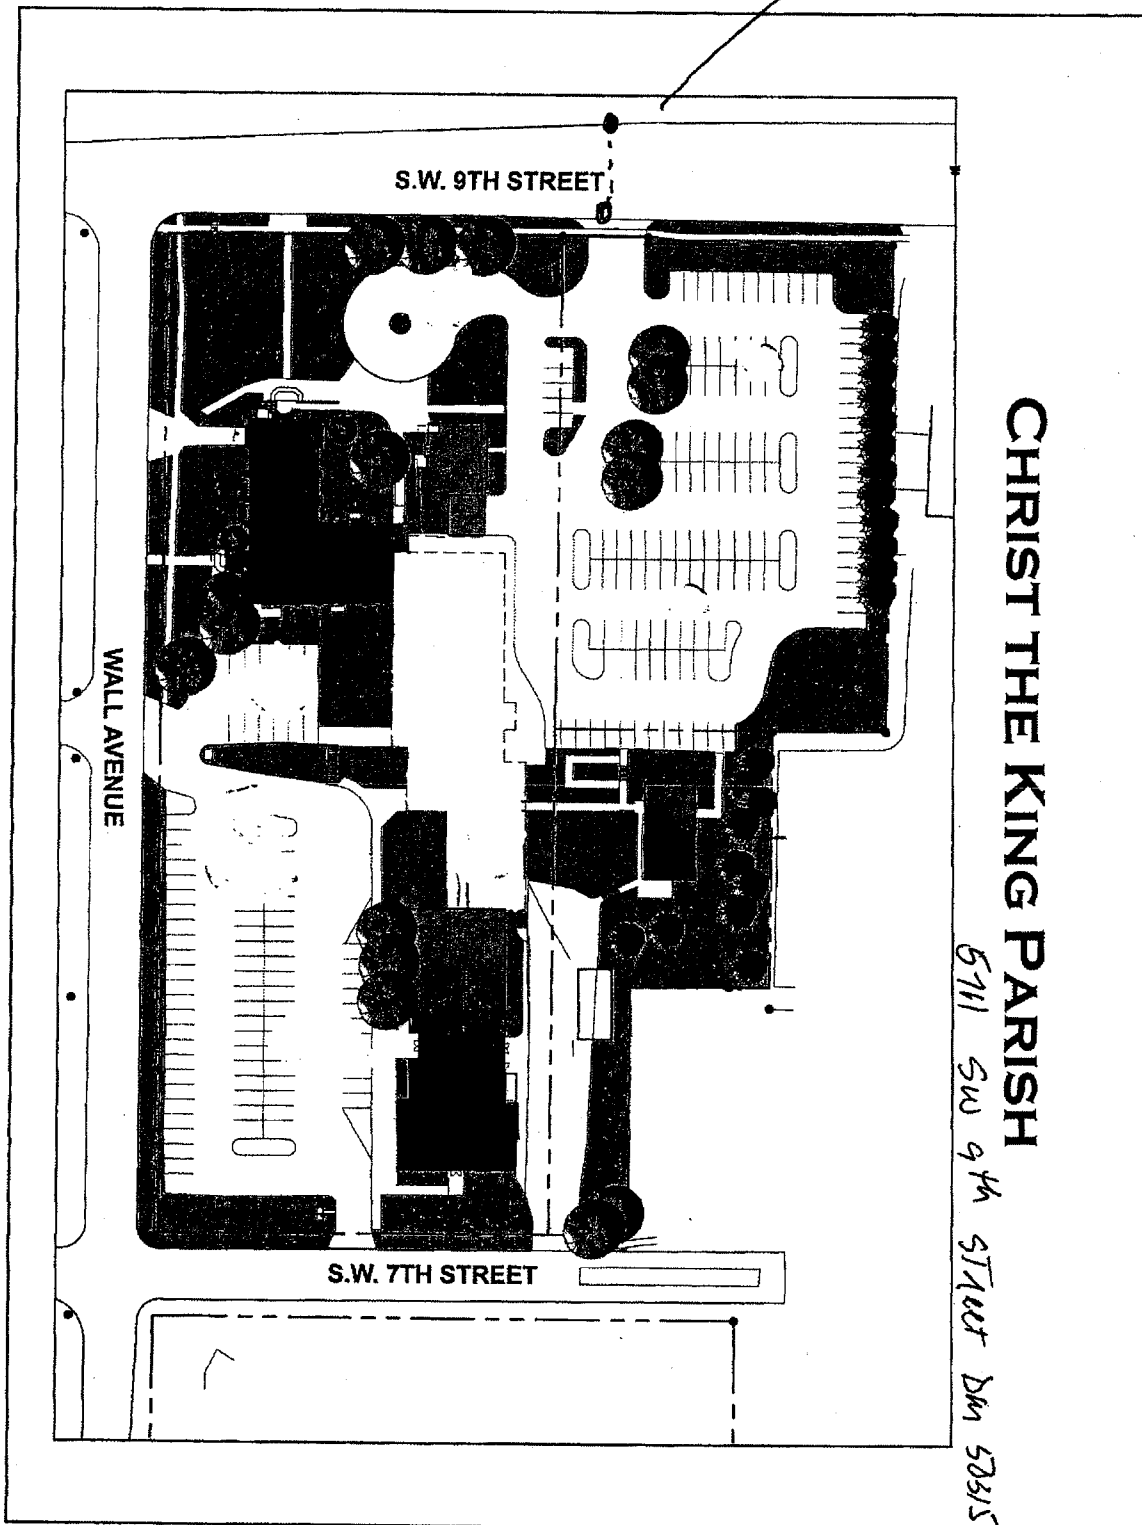 S.W. 9TH STREET
CHRIST THE KING PARISH
5711 SW 9th STreet Dm 50315
WALL AVENUE
S.W. 7TH STREET